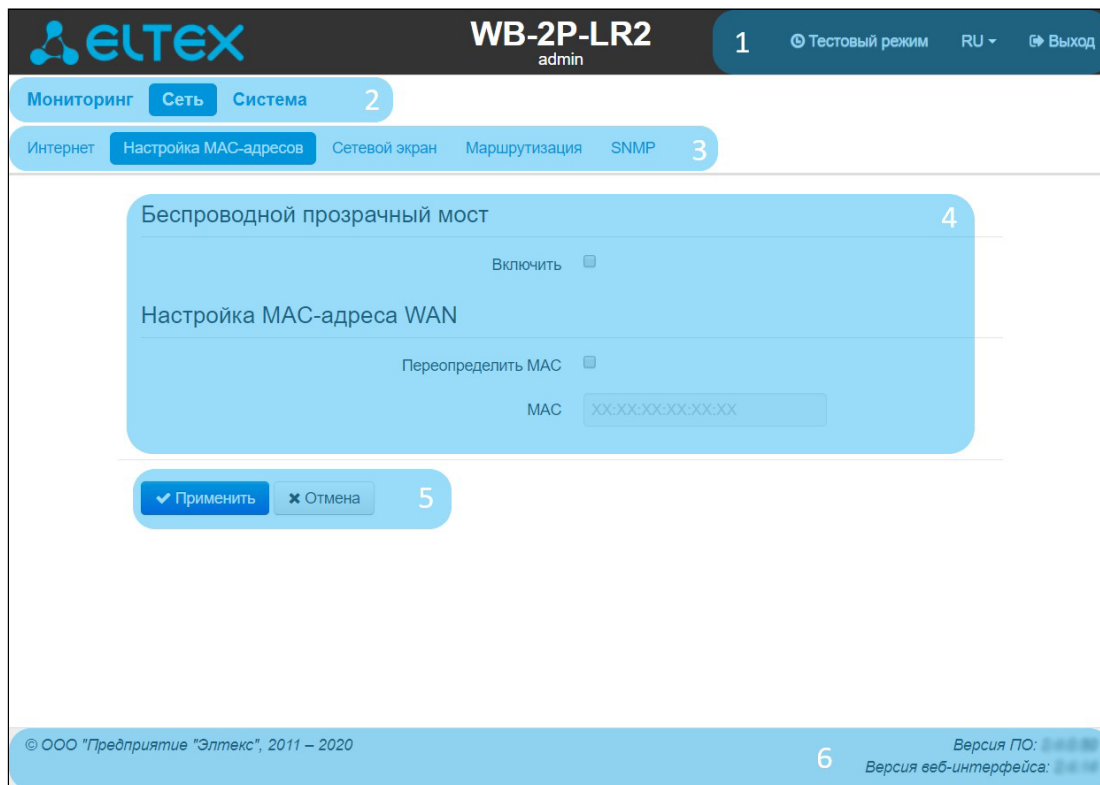 ELTEX WB-2P-LR2 1 Тестовый режим RU Выход
admin
Мониторинг Сеть Система 2
Интернет Настройка MAC-адресов Сетевой экран Маршрутизация SNMP 3
Беспроводной прозрачный мост 4
Включить
Настройка MAC-адреса WAN
Переопределить MAC
MAC XX:XX:XX:XX:XX:XX
Применить Отмена 5
© ООО "Предприятие "Элтекс", 2011 – 2020 6 Версия ПО:
Версия веб-интерфейса: